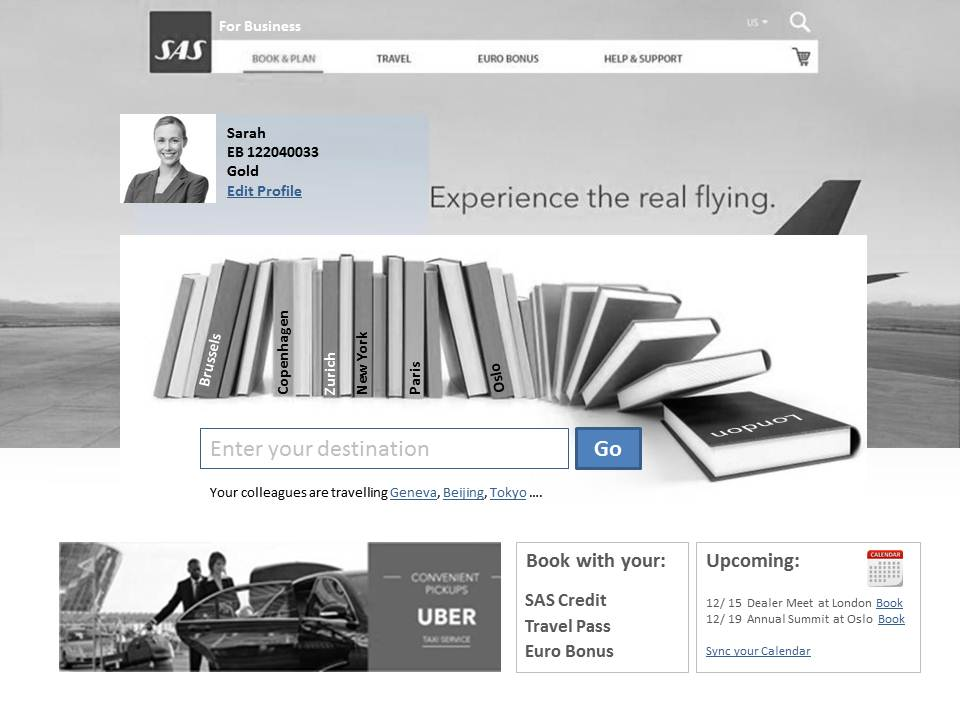 SAS
For Business
US
BOOK & PLAN
TRAVEL
EURO BONUS
HELP & SUPPORT
Sarah
EB 122040033
Gold
Edit Profile
Experience the real flying.
Brussels
Copenhagen
Zurich
New York
Paris
Oslo
London
Enter your destination
Go
Your colleagues are travelling Geneva, Beijing, Tokyo ....
CONVENIENT
PICKUPS
UBER
TAXI SERVICE
Book with your:
SAS Credit
Travel Pass
Euro Bonus
Upcoming:
CALENDAR
12/ 15 Dealer Meet at London Book
12/ 19 Annual Summit at Oslo Book
Sync your Calendar